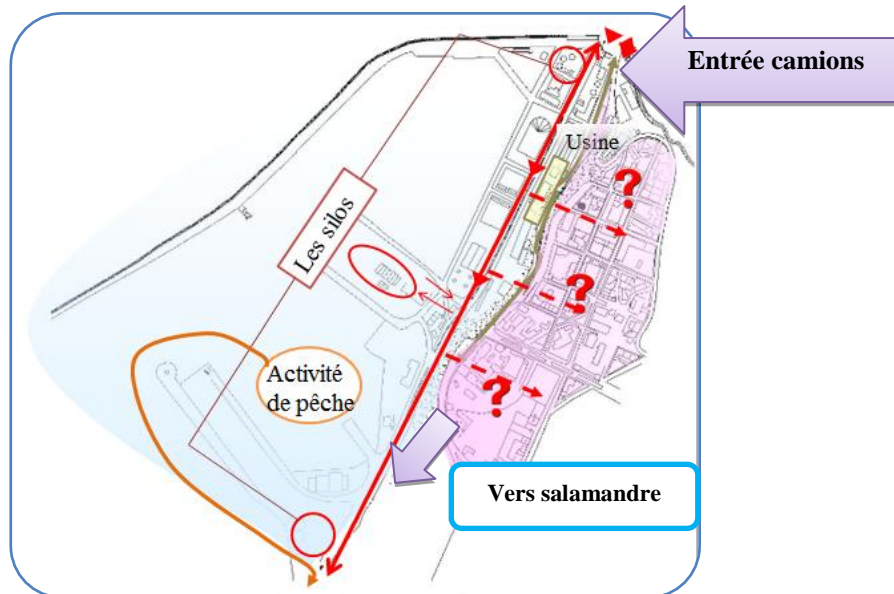 Entrée camions
Usine
?
Les silos
?
Activité
de pêche
?
Vers salamandre